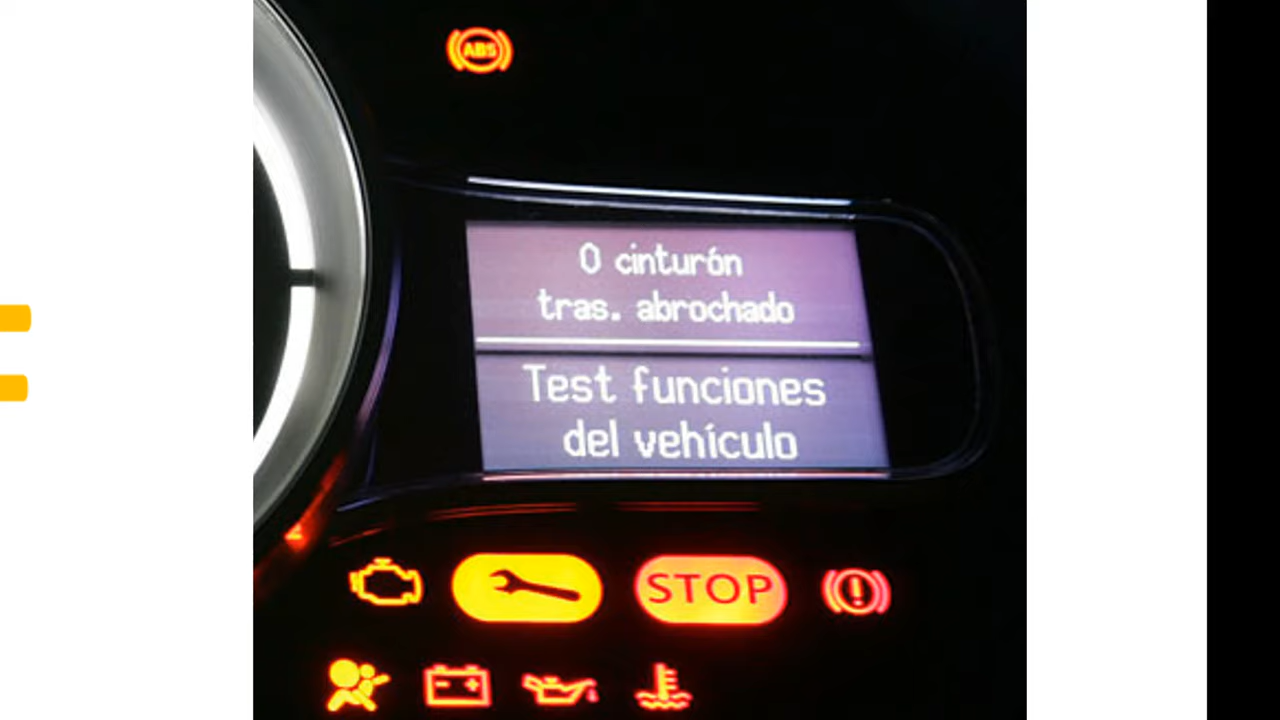 ABS
0 cinturón
tras. abrochado
Test funciones
del vehículo
STOP